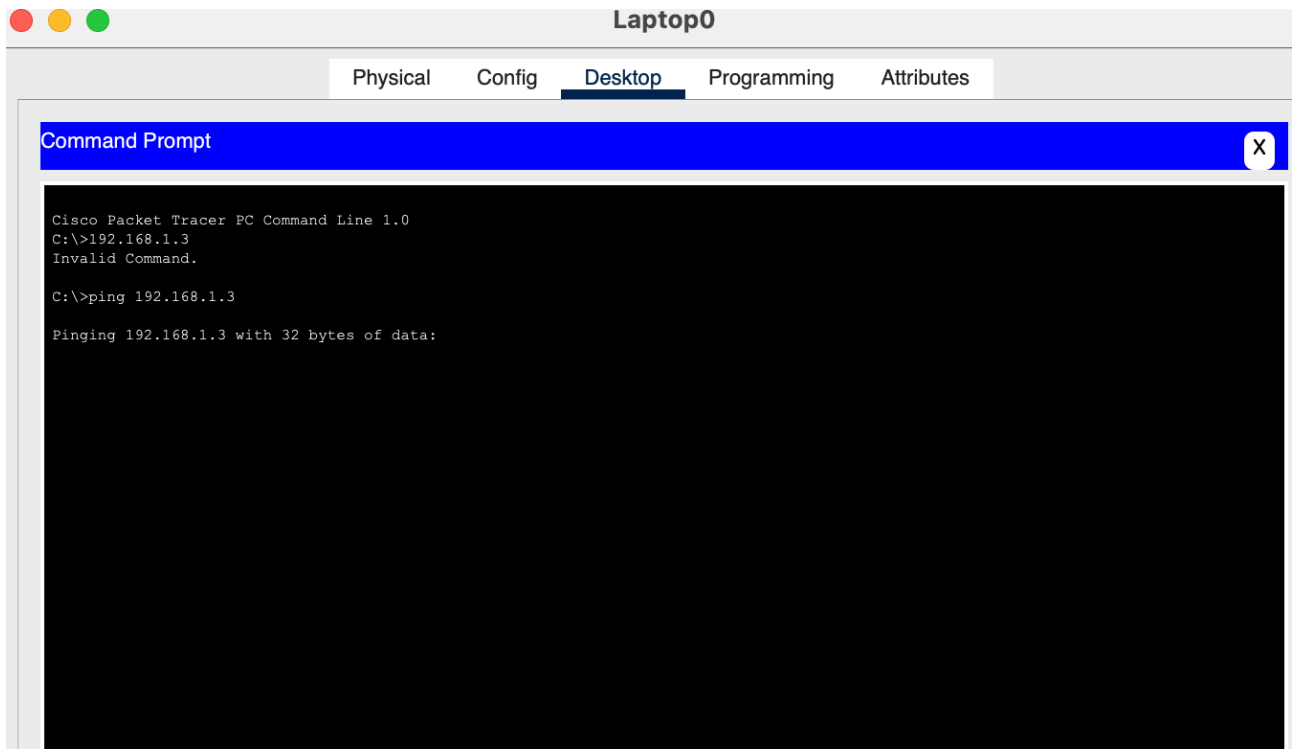 Laptop0
Physical Config Desktop Programming Attributes
Command Prompt
X
Cisco Packet Tracer PC Command Line 1.0
C:\>192.168.1.3
Invalid Command.
C:\>ping 192.168.1.3
Pinging 192.168.1.3 with 32 bytes of data: